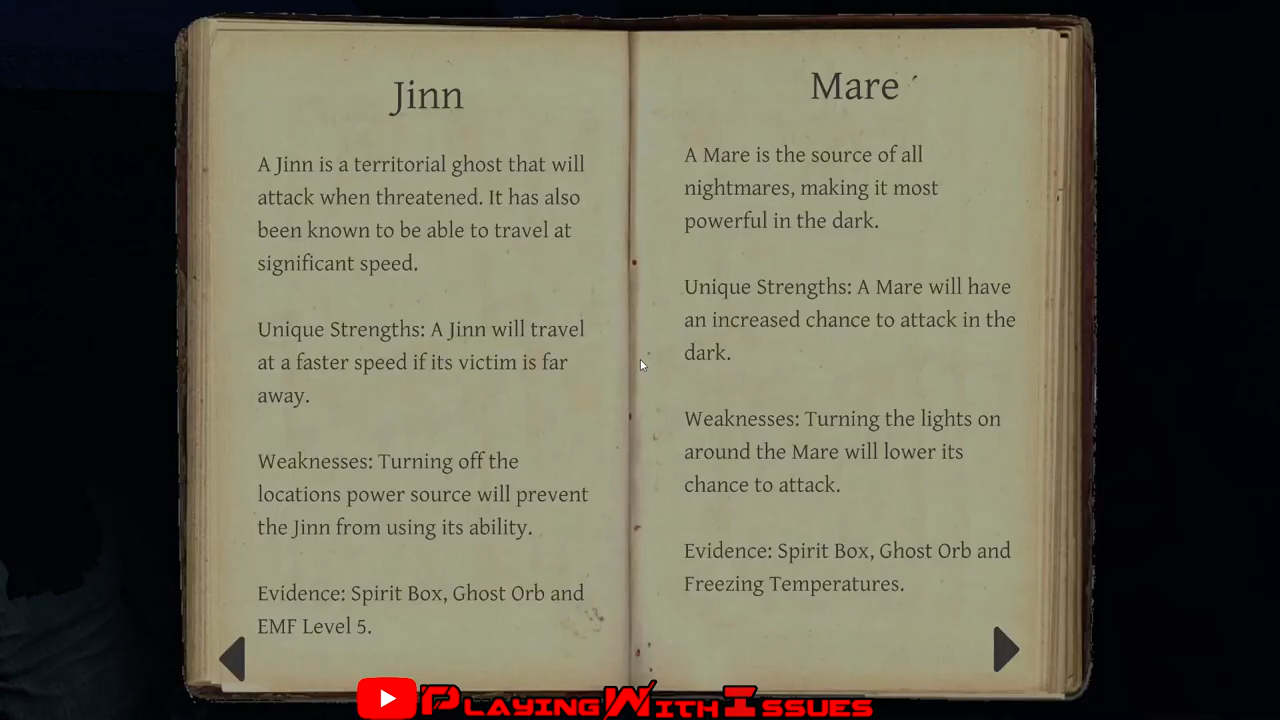 Jinn
A Jinn is a territorial ghost that will
attack when threatened. It has also
been known to be able to travel at
significant speed.
Unique Strengths: A Jinn will travel
at a faster speed if its victim is far
away.
Weaknesses: Turning off the
locations power source will prevent
the Jinn from using its ability.
Evidence: Spirit Box, Ghost Orb and
EMF Level 5.
Mare
A Mare is the source of all
nightmares, making it most
powerful in the dark.
Unique Strengths: A Mare will have
an increased chance to attack in the
dark.
Weaknesses: Turning the lights on
around the Mare will lower its
chance to attack.
Evidence: Spirit Box, Ghost Orb and
Freezing Temperatures.
PlayingWithIssues